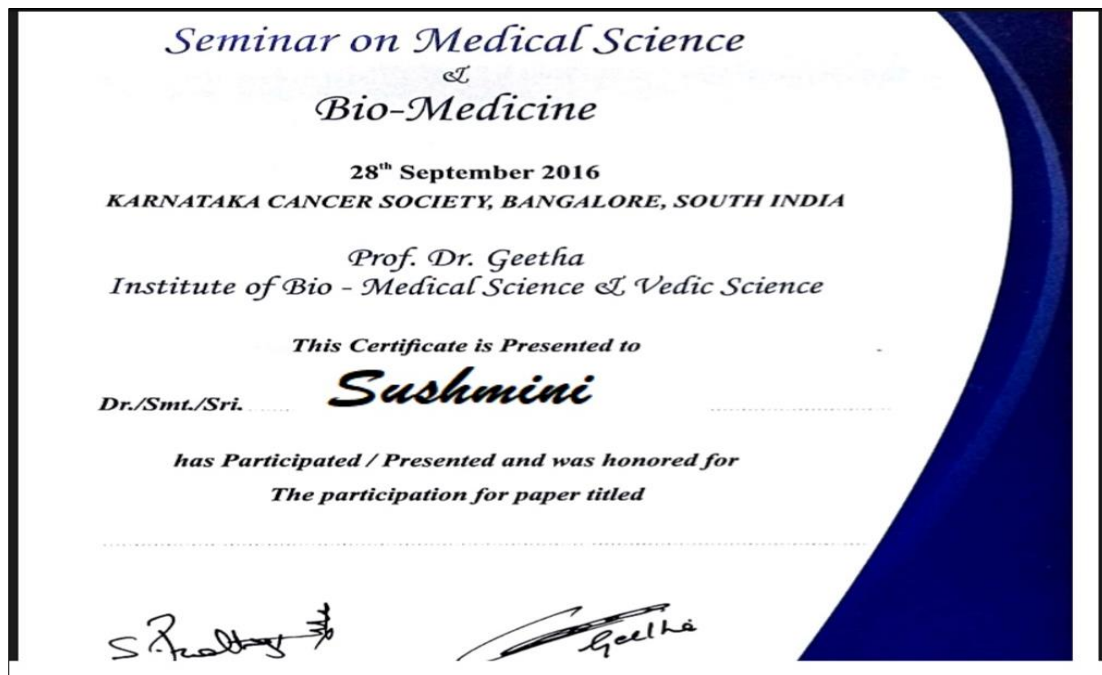 Seminar on Medical Science
&
Bio-Medicine
28th September 2016
KARNATAKA CANCER SOCIETY, BANGALORE, SOUTH INDIA
Prof. Dr. Geetha
Institute of Bio - Medical Science & Vedic Science
This Certificate is Presented to
Dr./Smt./Sri. Sushmini
has Participated / Presented and was honored for
The participation for paper titled
Geetha